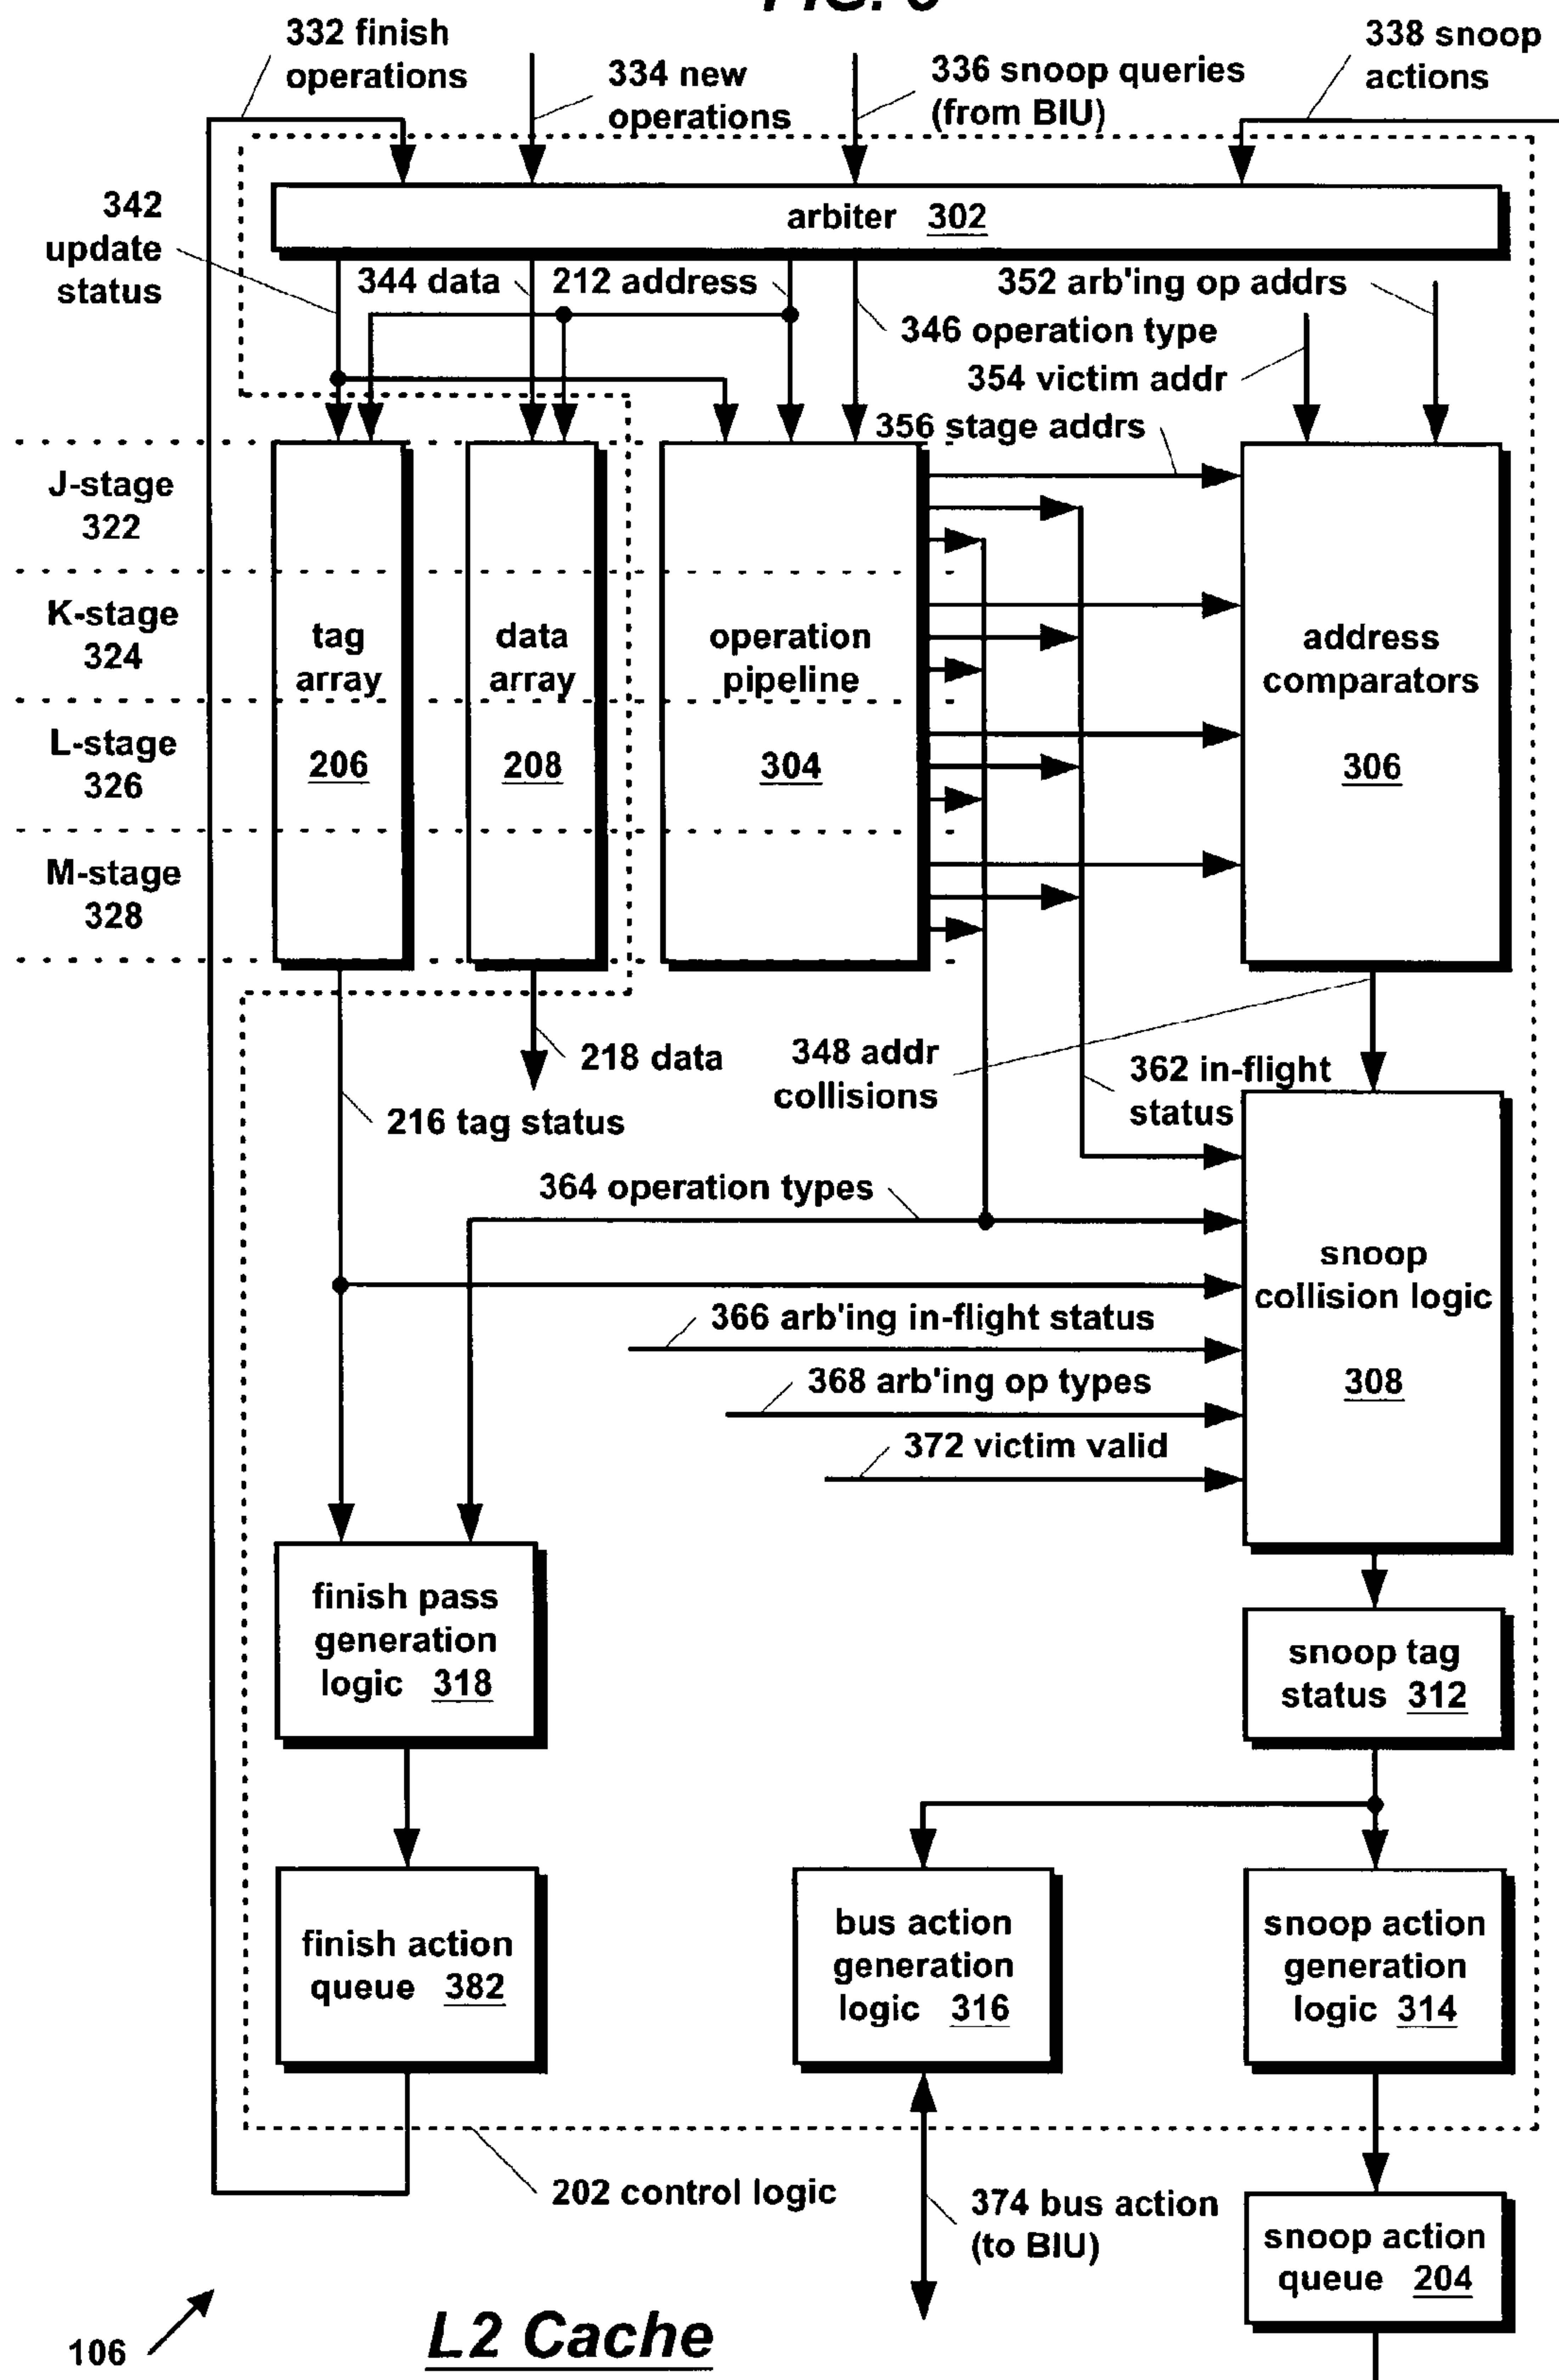 332 finish
operations
334 new
operations
336 snoop queries
(from BIU)
338 snoop
actions
342
update
status
arbiter 302
344 data
212 address
352 arb'ing op addrs
346 operation type
354 victim addr
356 stage addrs
J-stage
322
K-stage
324
L-stage
326
M-stage
328
tag
array
206
data
array
208
operation
pipeline
304
address
comparators
306
218 data
348 addr
collisions
362 in-flight
status
216 tag status
364 operation types
snoop
collision logic
308
366 arb'ing in-flight status
368 arb'ing op types
372 victim valid
finish pass
generation
logic 318
snoop tag
status 312
finish action
queue 382
bus action
generation
logic 316
snoop action
generation
logic 314
202 control logic
374 bus action
(to BIU)
snoop action
queue 204
106
L2 Cache